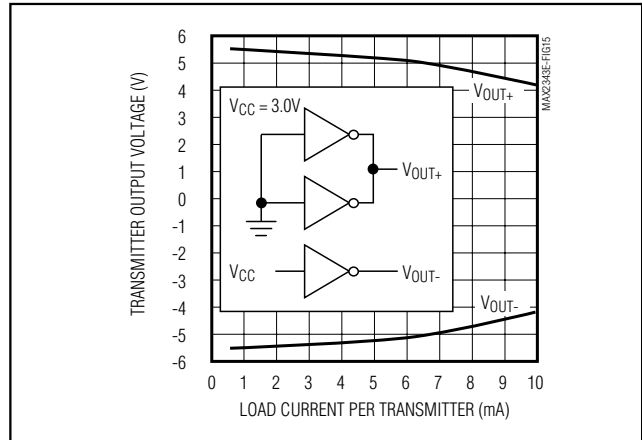 TRANSMITTER OUTPUT VOLTAGE (V)
6
5
4
3
2
1
0
-1
-2
-3
-4
-5
-6
VOUT+
VCC = 3.0V
VOUT+
VCC
VOUT-
VOUT-
0 1 2 3 4 5 6 7 8 9 10
LOAD CURRENT PER TRANSMITTER (mA)
MAX2343E-FIG15